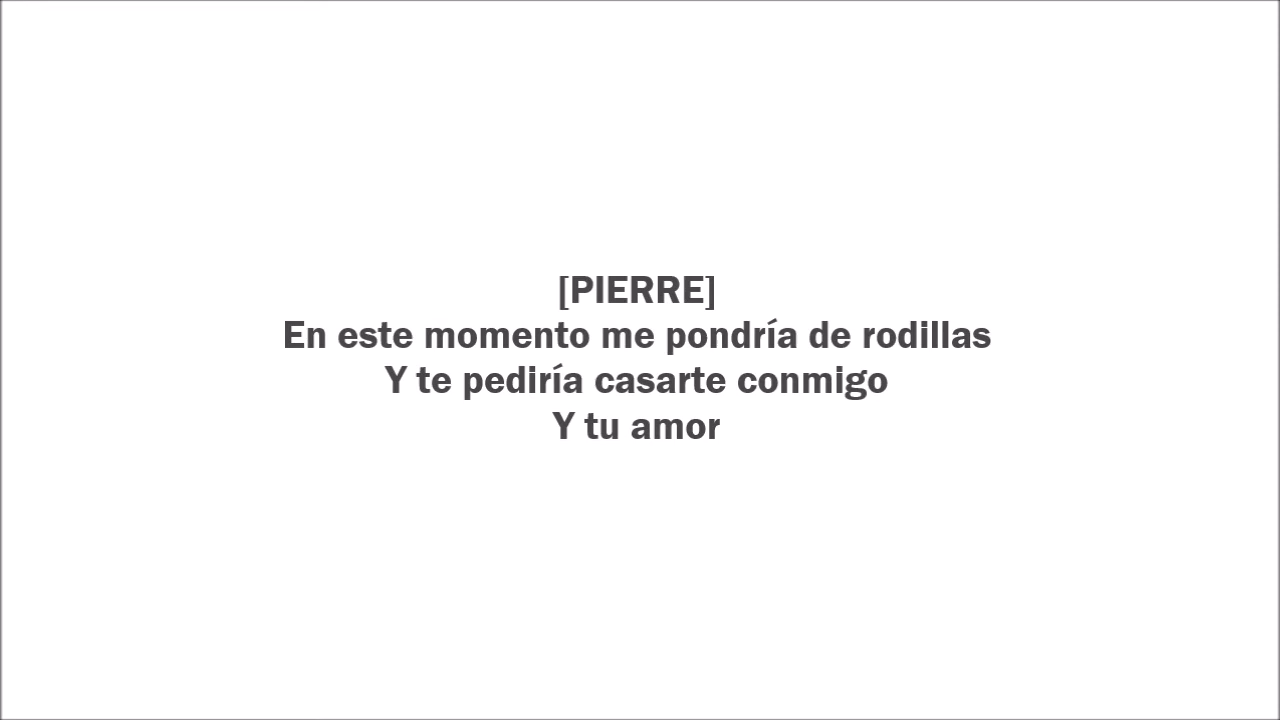 [PIERRE]
En este momento me pondría de rodillas
Y te pediría casarte conmigo
Y tu amor